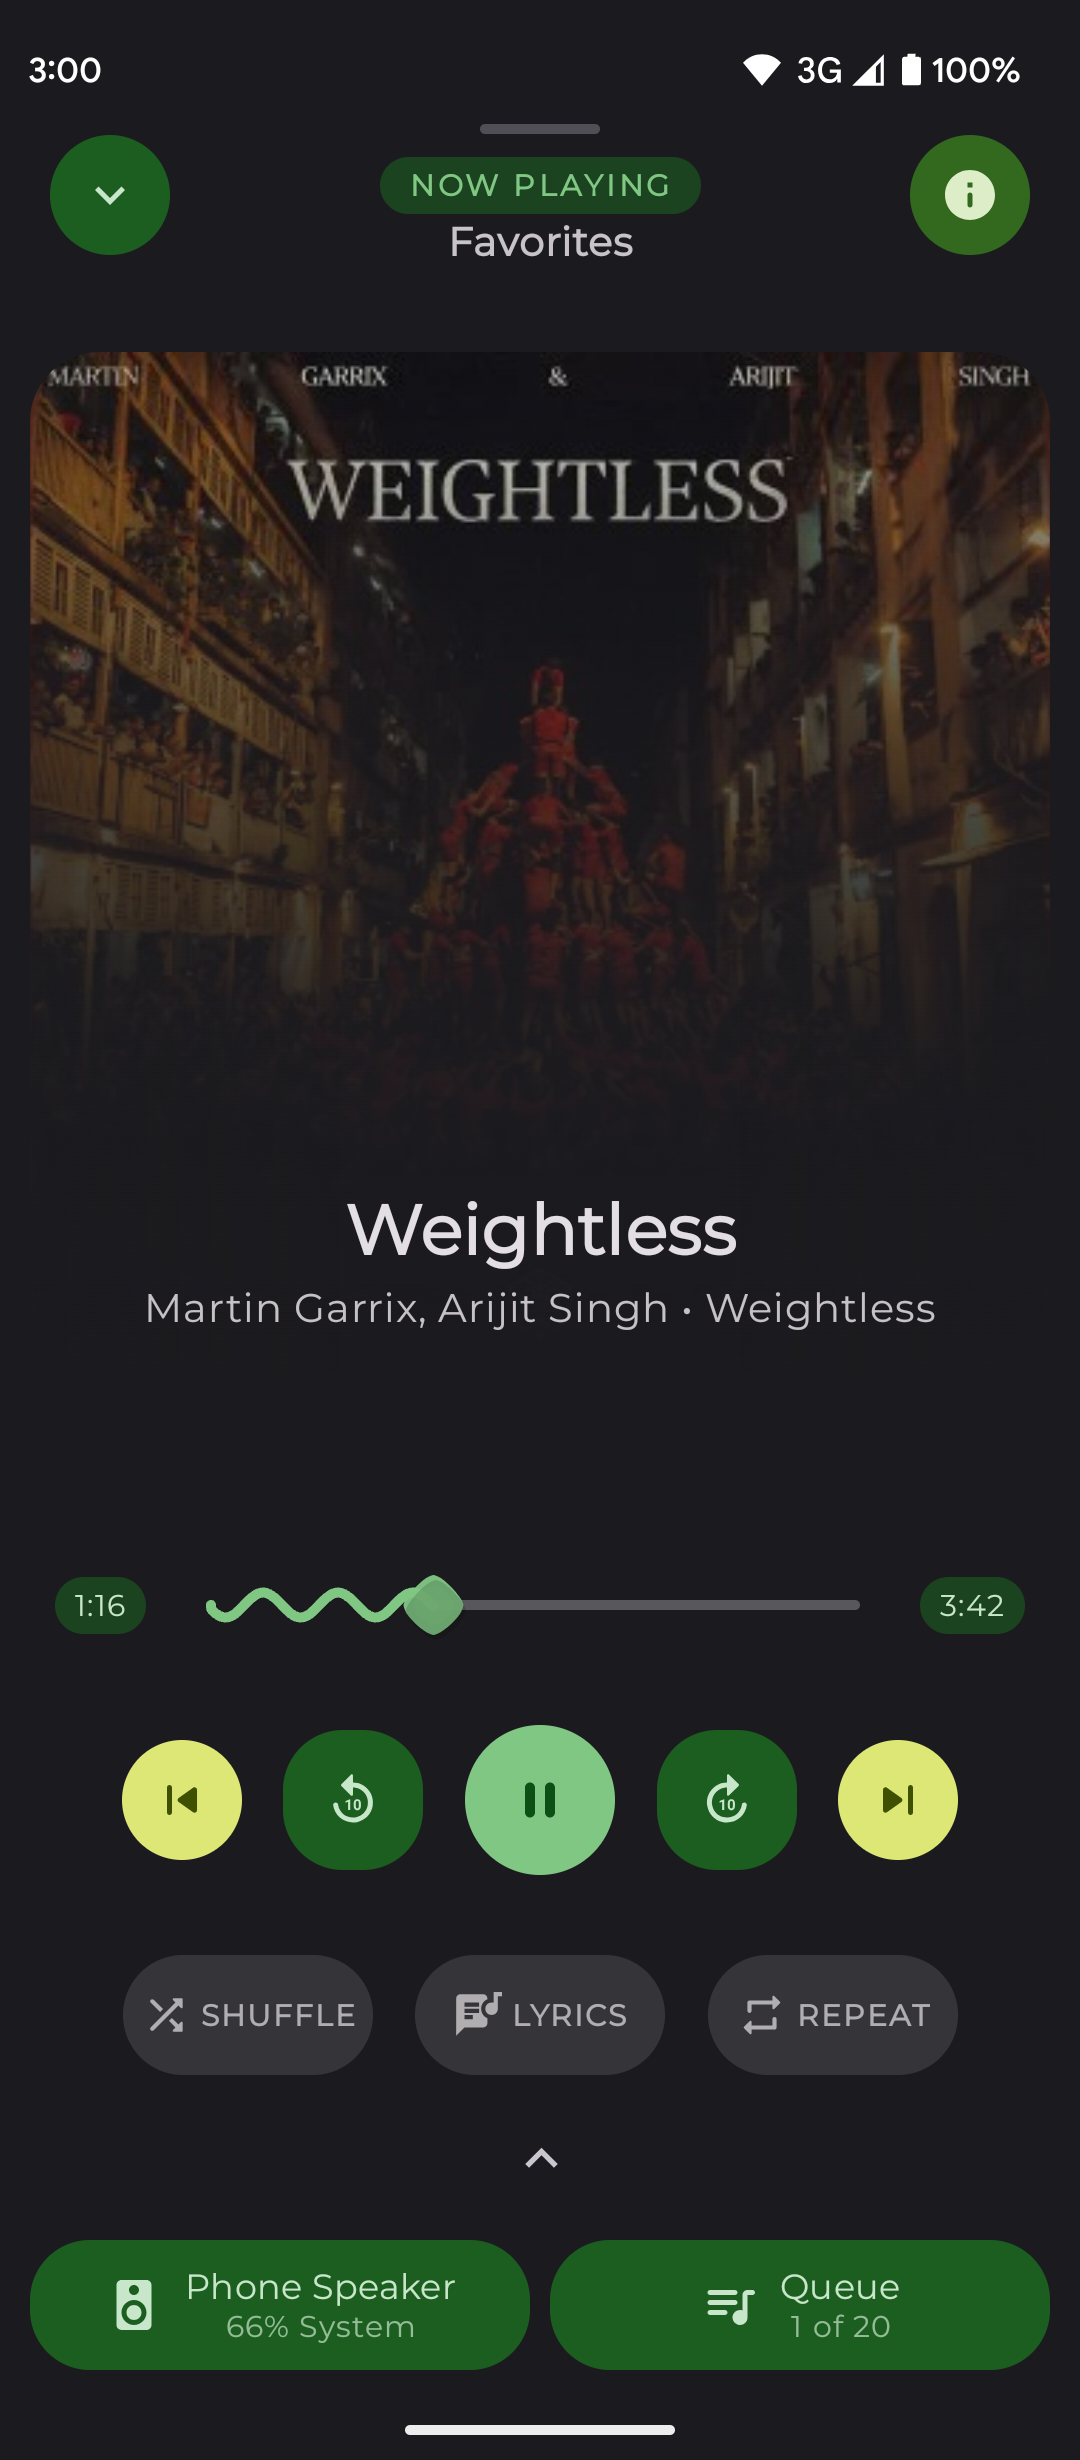 3:00 3G 100%
NOW PLAYING
Favorites
MARTIN GARRIX & ARIJIT SINGH
WEIGHTLESS
Weightless
Martin Garrix, Arijit Singh • Weightless
1:16 3:42
10 10
SHUFFLE LYRICS REPEAT
Phone Speaker
66% System
Queue
1 of 20